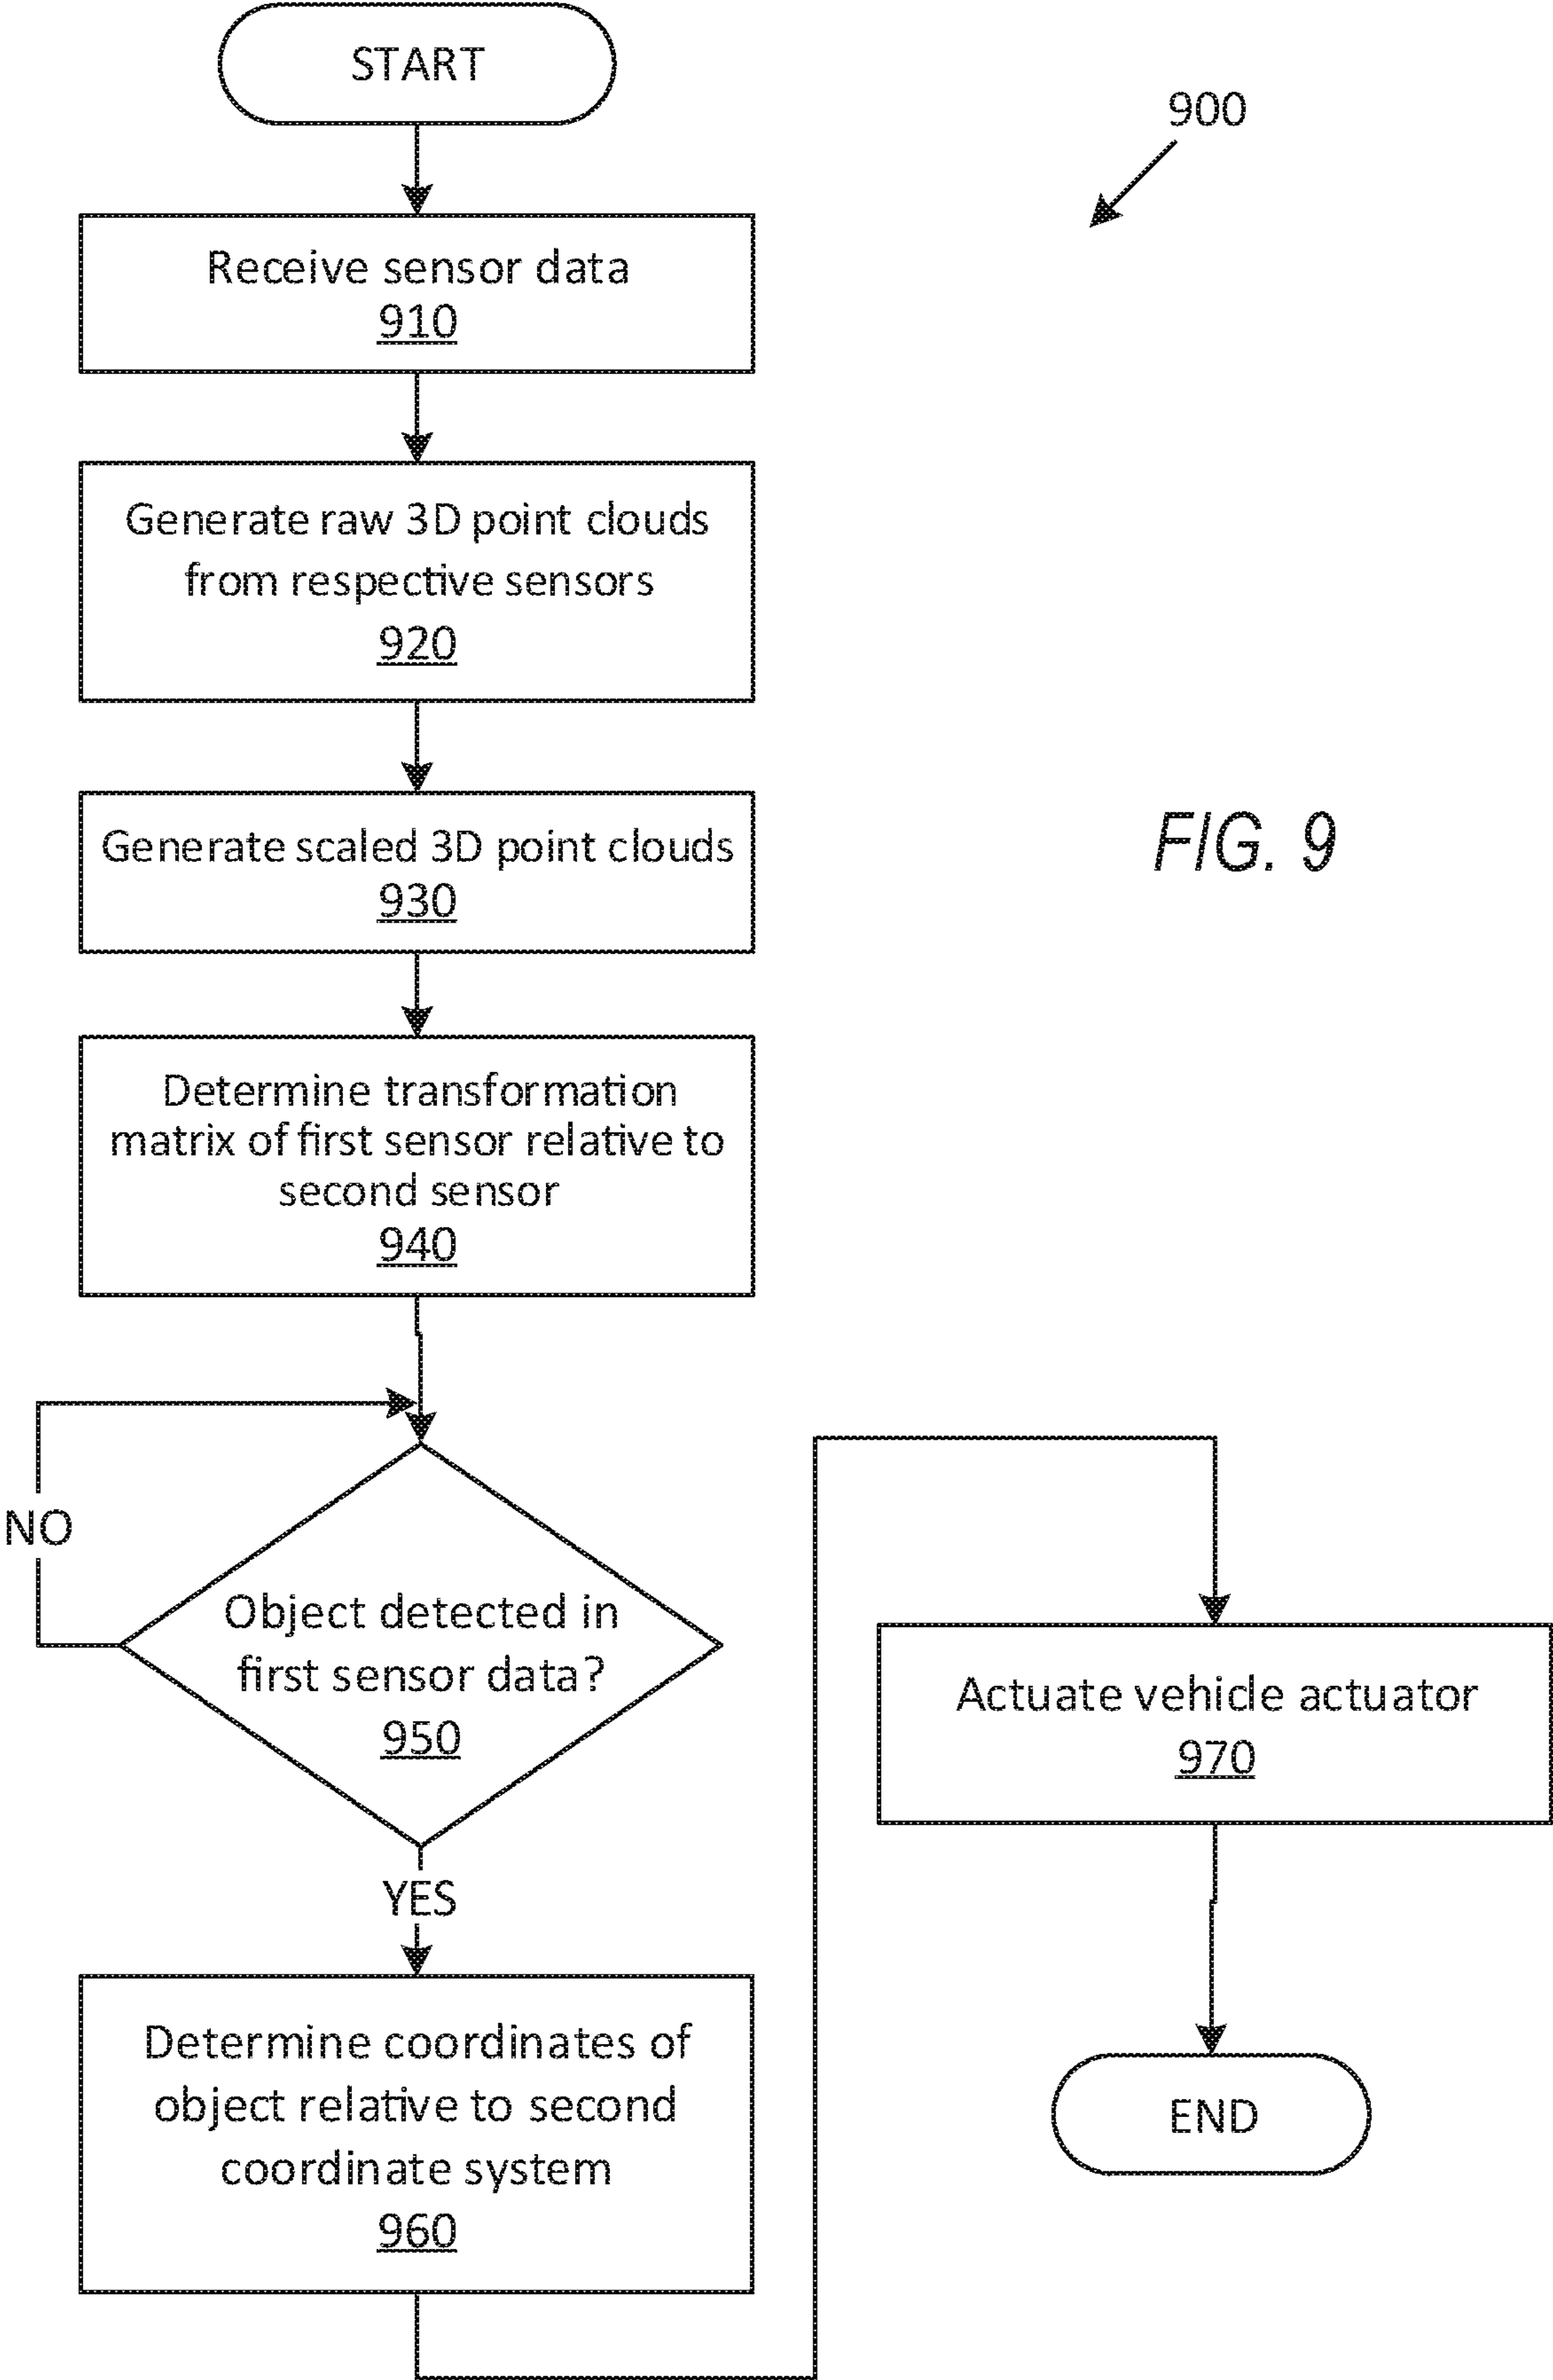 START
900
Receive sensor data
910
Generate raw 3D point clouds
from respective sensors
920
Generate scaled 3D point clouds
930
FIG. 9
Determine transformation
matrix of first sensor relative to
second sensor
940
NO
Object detected in
first sensor data?
950
YES
Determine coordinates of
object relative to second
coordinate system
960
Actuate vehicle actuator
970
END